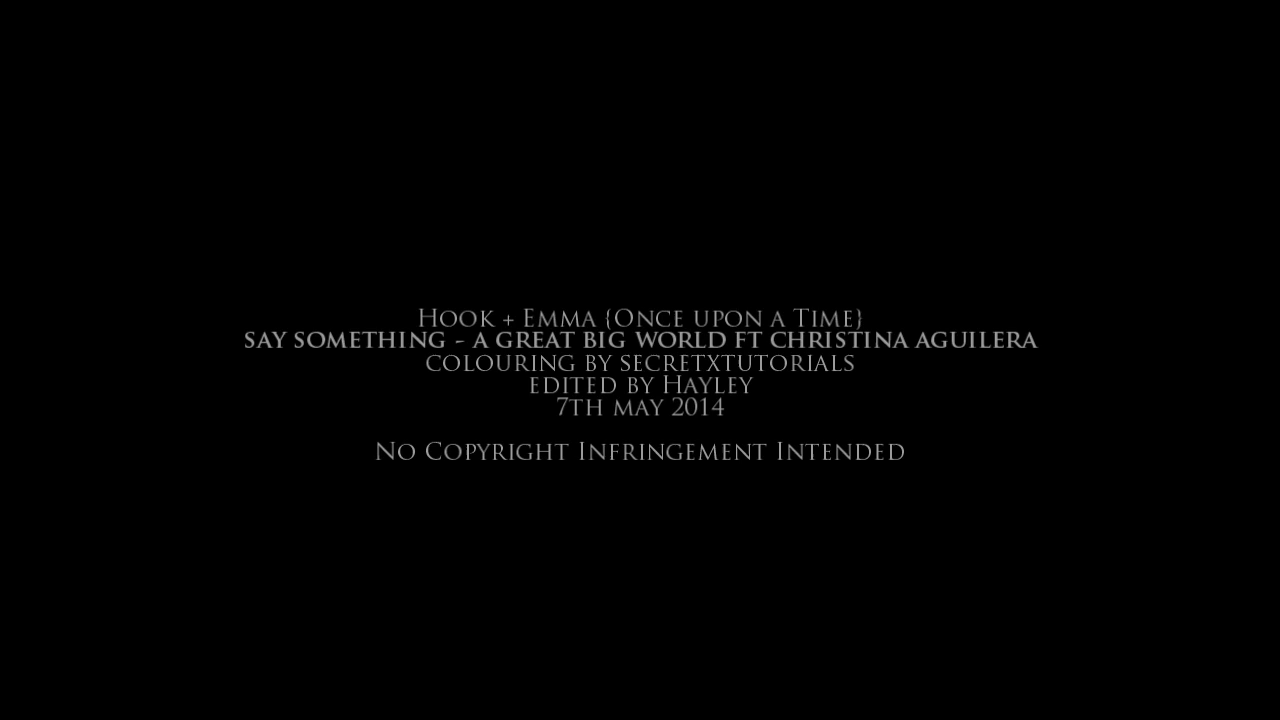 Hook + Emma {Once upon a Time}
say something - a great big world ft christina aguilera
colouring by secretxtutorials
edited by Hayley
7th may 2014
No Copyright Infringement Intended